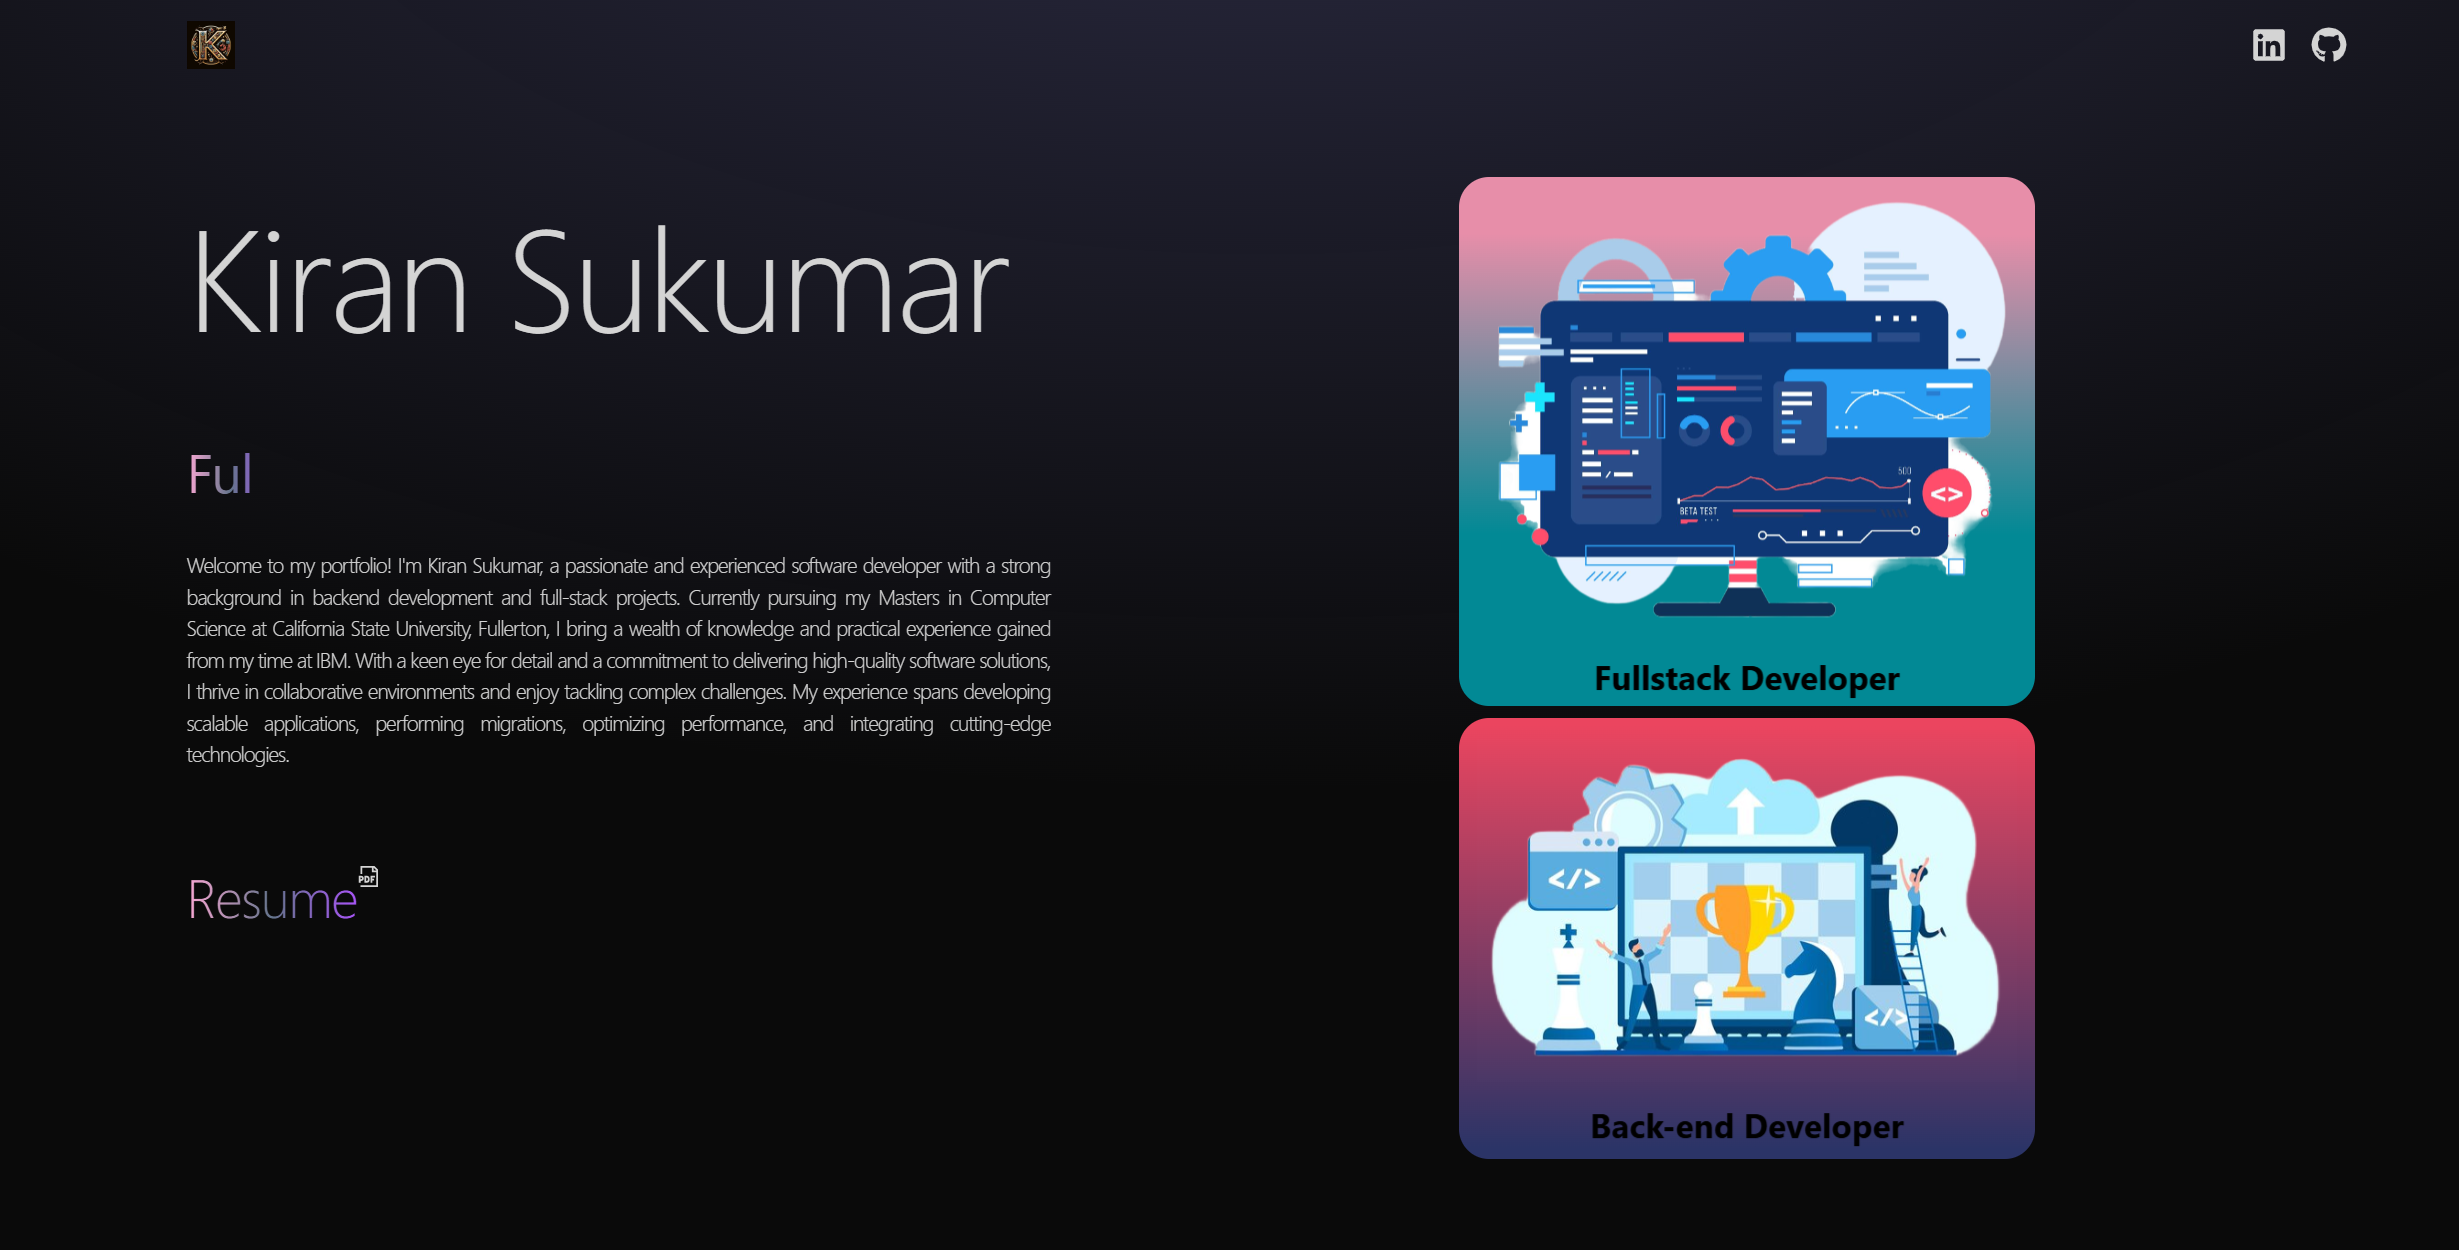 K
in
Kiran Sukumar
Ful
Welcome to my portfolio! I'm Kiran Sukumar, a passionate and experienced software developer with a strong
background in backend development and full-stack projects. Currently pursuing my Masters in Computer
Science at California State University, Fullerton, I bring a wealth of knowledge and practical experience gained
from my time at IBM. With a keen eye for detail and a commitment to delivering high-quality software solutions,
I thrive in collaborative environments and enjoy tackling complex challenges. My experience spans developing
scalable applications, performing migrations, optimizing performance, and integrating cutting-edge
technologies.
Resume
PDF
500
<>
BETA TEST
Fullstack Developer
</>
</>
Back-end Developer